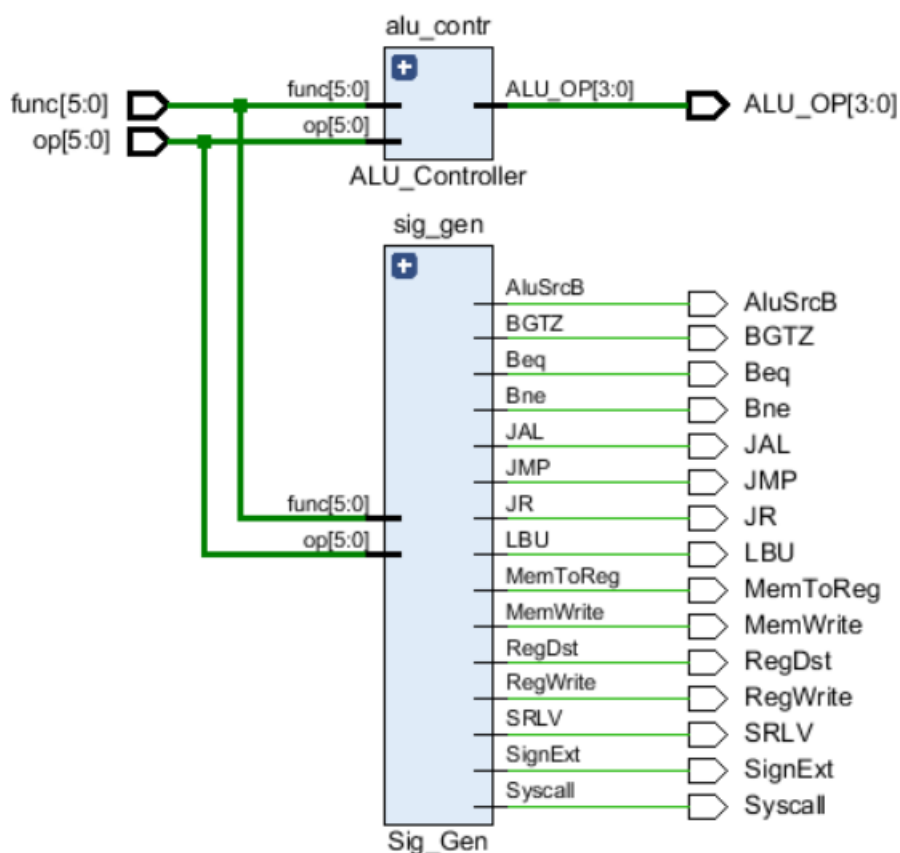 alu_contr
func[5:0]
func[5:0]
ALU_OP[3:0]
ALU_OP[3:0]
op[5:0]
op[5:0]
ALU_Controller
sig_gen
AluSrcB
AluSrcB
BGTZ
BGTZ
Beq
Beq
Bne
Bne
JAL
JAL
JMP
JMP
func[5:0]
JR
JR
op[5:0]
LBU
LBU
MemToReg
MemToReg
MemWrite
MemWrite
RegDst
RegDst
RegWrite
RegWrite
SRLV
SRLV
SignExt
SignExt
Syscall
Syscall
Sig_Gen